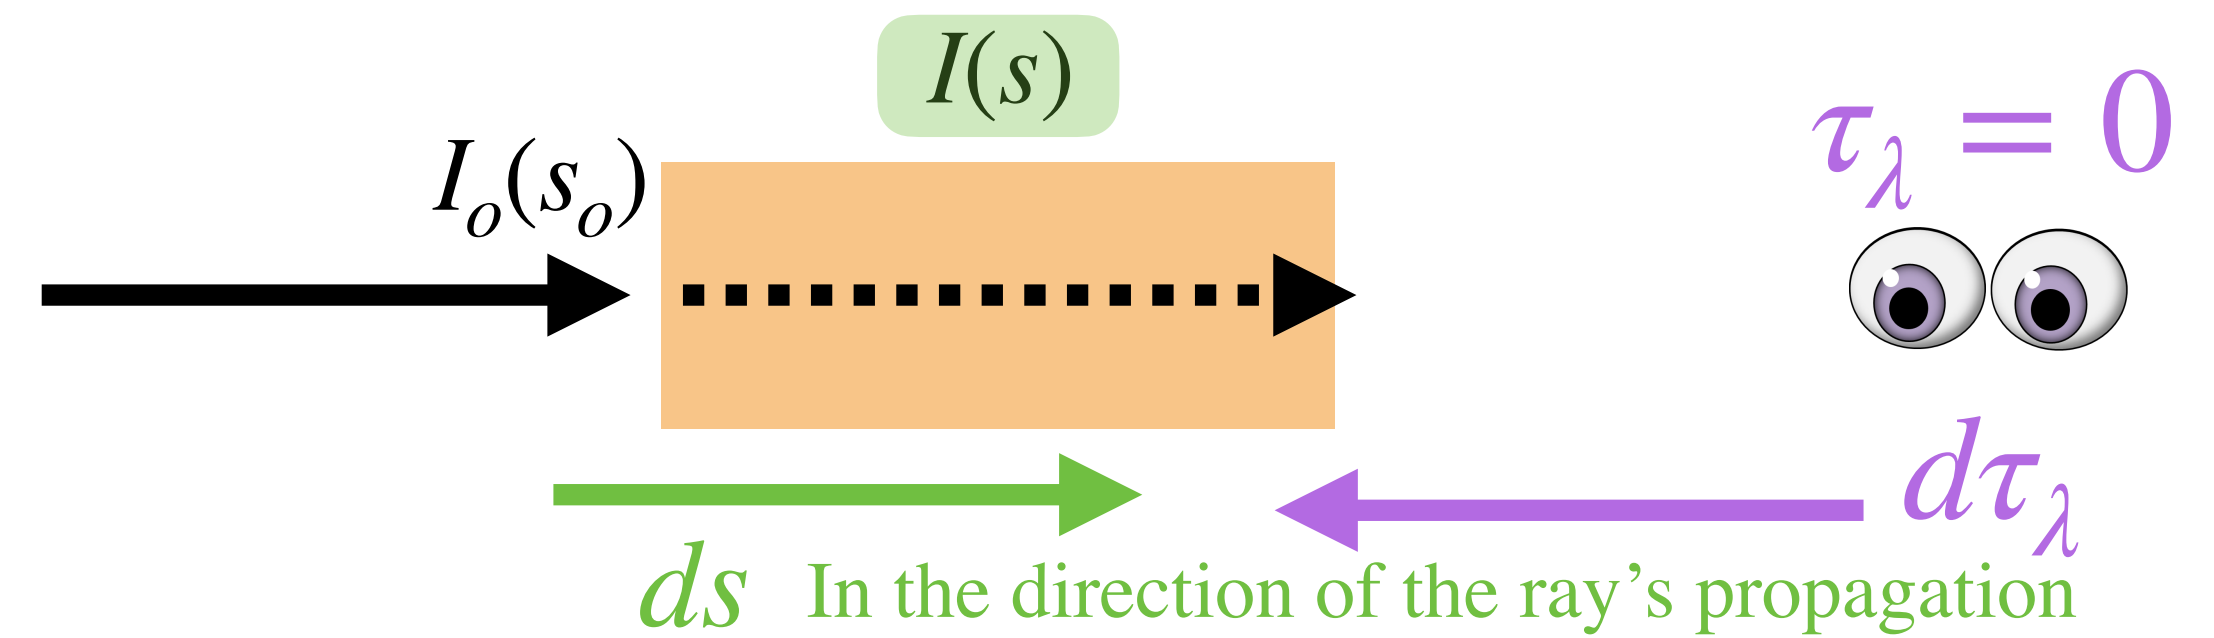 I(s)
I_o(s_o)
τ_λ = 0
dτ_λ
ds In the direction of the ray’s propagation